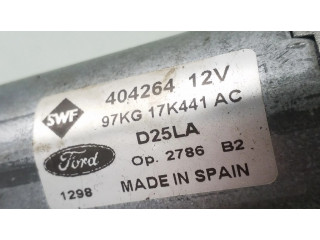 404264 12V
SWF
97KG 17K441 AC
D25LA
Ford
Op. 2786 B2
1298
MADE IN SPAIN